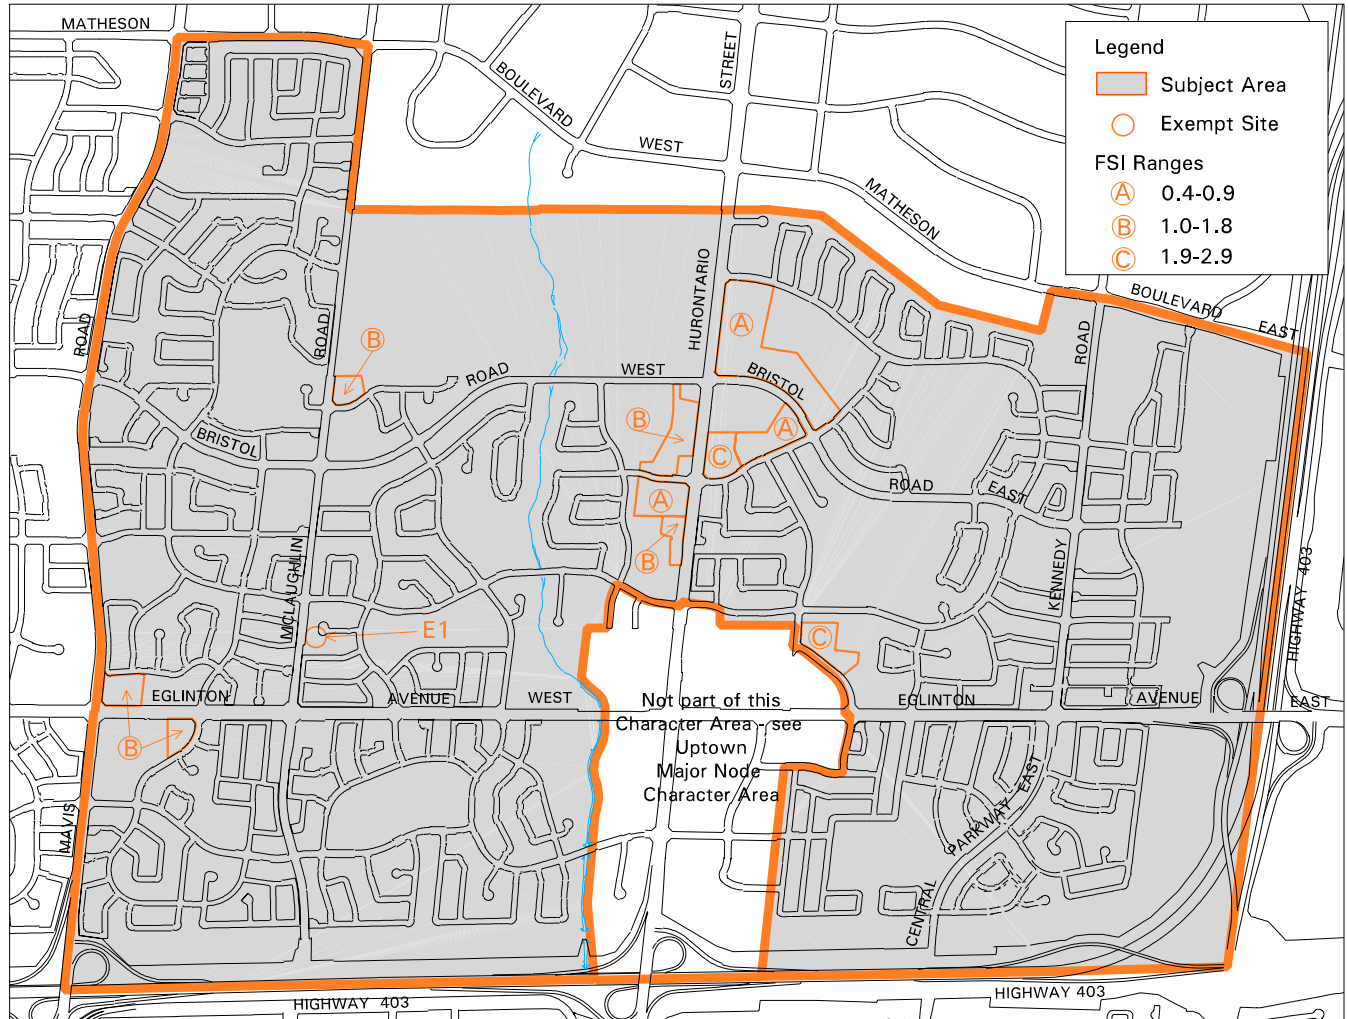 MATHESON
BOULEVARD
WEST
STREET
MATHESON
BOULEVARD
EAST
Legend
Subject Area
Exempt Site
FSI Ranges
A 0.4-0.9
B 1.0-1.8
C 1.9-2.9
HURONTARIO
ROAD
ROAD
ROAD
B
A
ROAD
WEST
BRISTOL
BRISTOL
B
A
C
ROAD
EAST
A
B
MCLAUGHLIN
KENNEDY
HIGHWAY 403
E1
C
EGLINTON
AVENUE
WEST
EGLINTON
AVENUE
EAST
B
Not part of this
Character Area - see
Uptown
Major Node
Character Area
MAVIS
PARKWAY EAST
CENTRAL
HIGHWAY 403
HIGHWAY 403